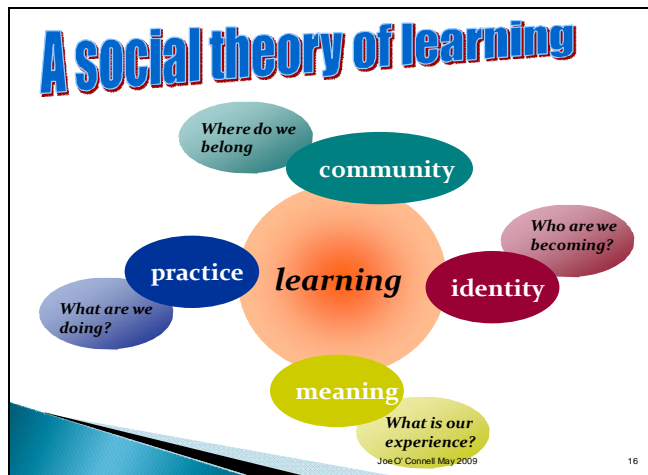 A social theory of learning
Where do we
belong
community
Who are we
becoming?
practice
learning
identity
What are we
doing?
meaning
What is our
experience?
Joe O' Connell May 2009
16